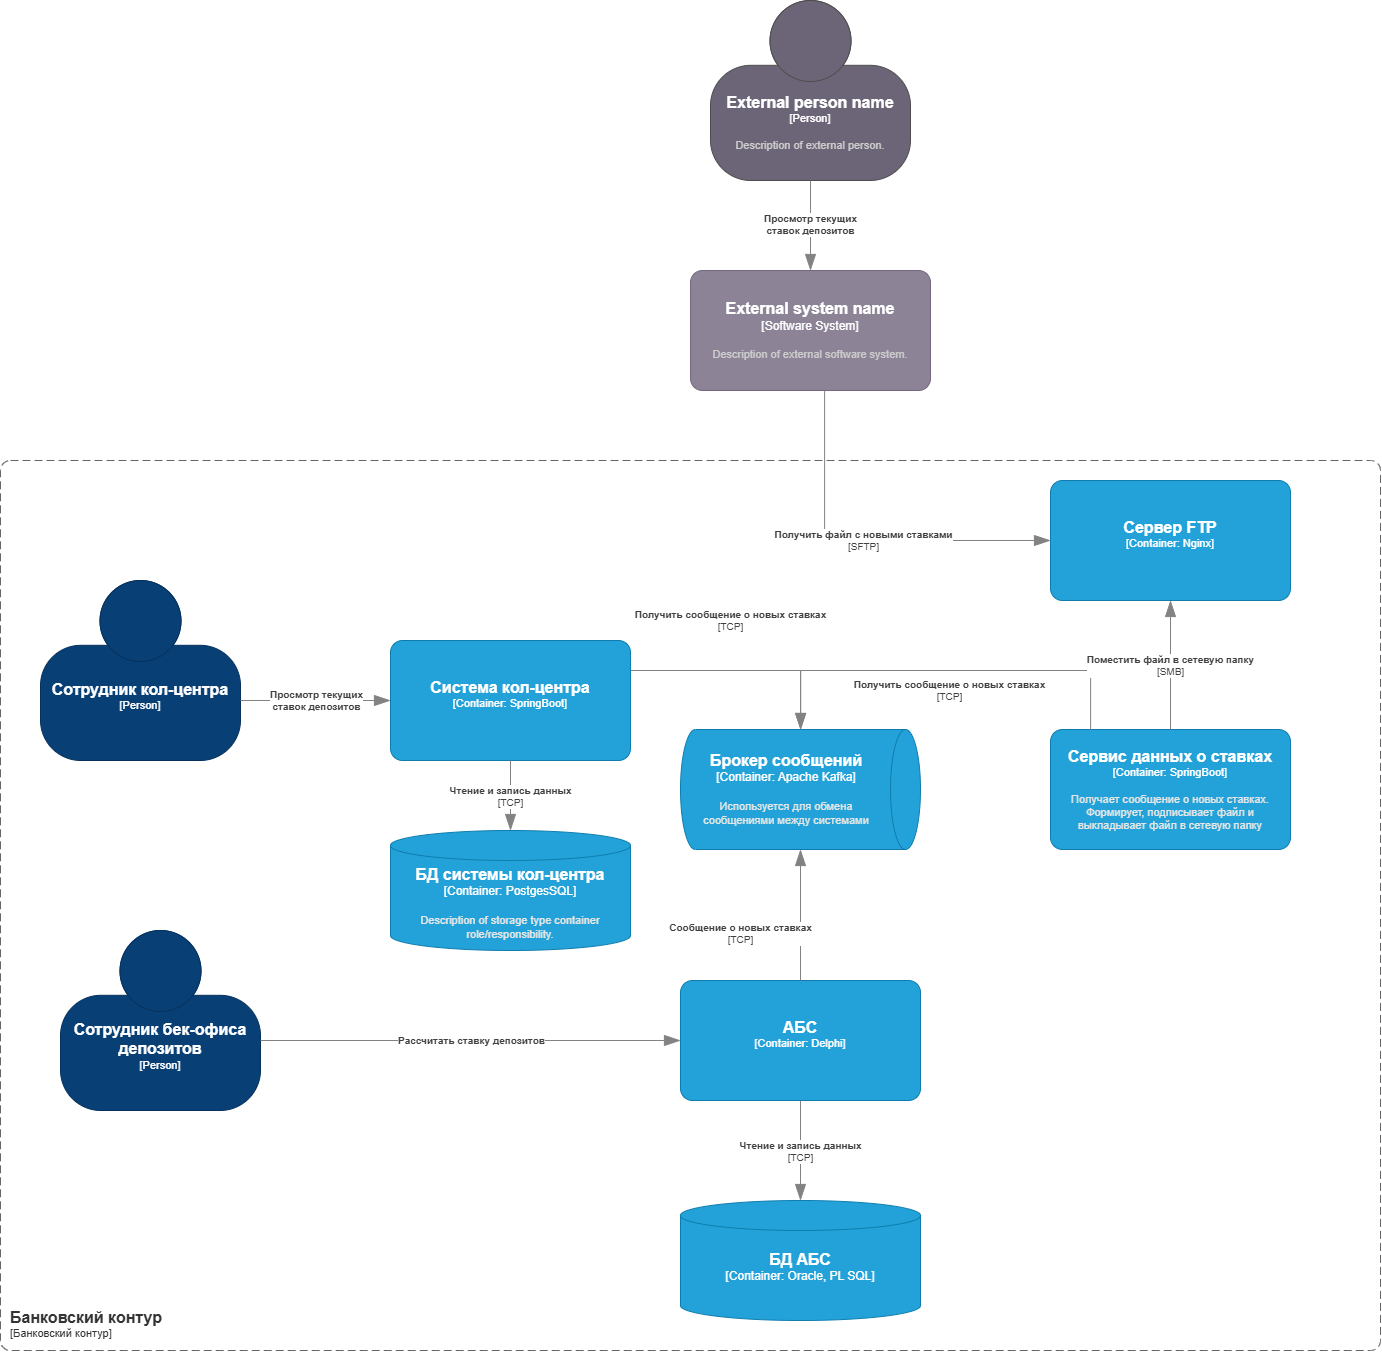 External person name
[Person]
Description of external person.
Просмотр текущих
ставок депозитов
External system name
[Software System]
Description of external software system.
Получить файл с новыми ставками
[SFTP]
Сервер FTP
[Container: Nginx]
Получить сообщение о новых ставках
[TCP]
Поместить файл в сетевую папку
[SMB]
Сотрудник кол-центра
[Person]
Просмотр текущих
ставок депозитов
Система кол-центра
[Container: SpringBoot]
Получить сообщение о новых ставках
[TCP]
Чтение и запись данных
[TCP]
Брокер сообщений
[Container: Apache Kafka]
Используется для обмена
сообщениями между системами
Сервис данных о ставках
[Container: SpringBoot]
Получает сообщение о новых ставках.
Формирует, подписывает файл и
выкладывает файл в сетевую папку
БД системы кол-центра
[Container: PostgesSQL]
Description of storage type container
role/responsibility.
Сообщение о новых ставках
[TCP]
Сотрудник бек-офиса
депозитов
[Person]
Рассчитать ставку депозитов
АБС
[Container: Delphi]
Чтение и запись данных
[TCP]
БД АБС
[Container: Oracle, PL SQL]
Банковский контур
[Банковский контур]